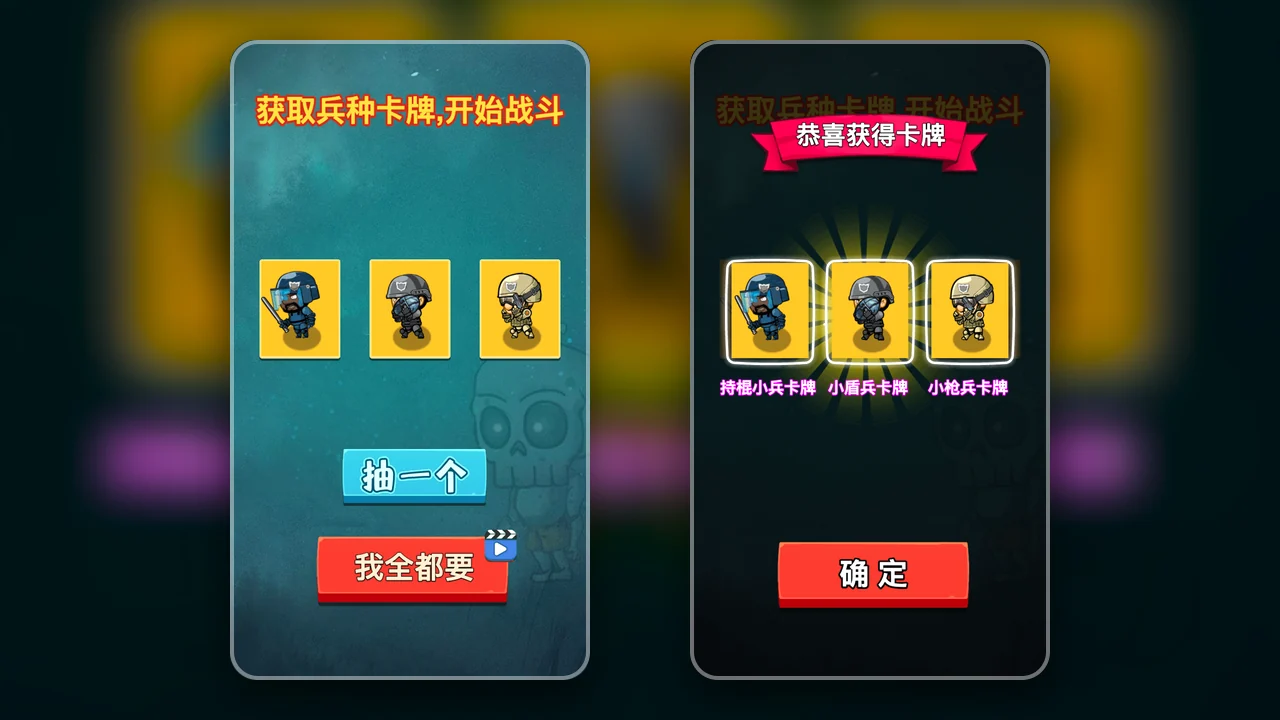 获取兵种卡牌,开始战斗
抽一个
我全都要
获取兵种卡牌,开始战斗
恭喜获得卡牌
持棍小兵卡牌
小盾兵卡牌
小枪兵卡牌
确定